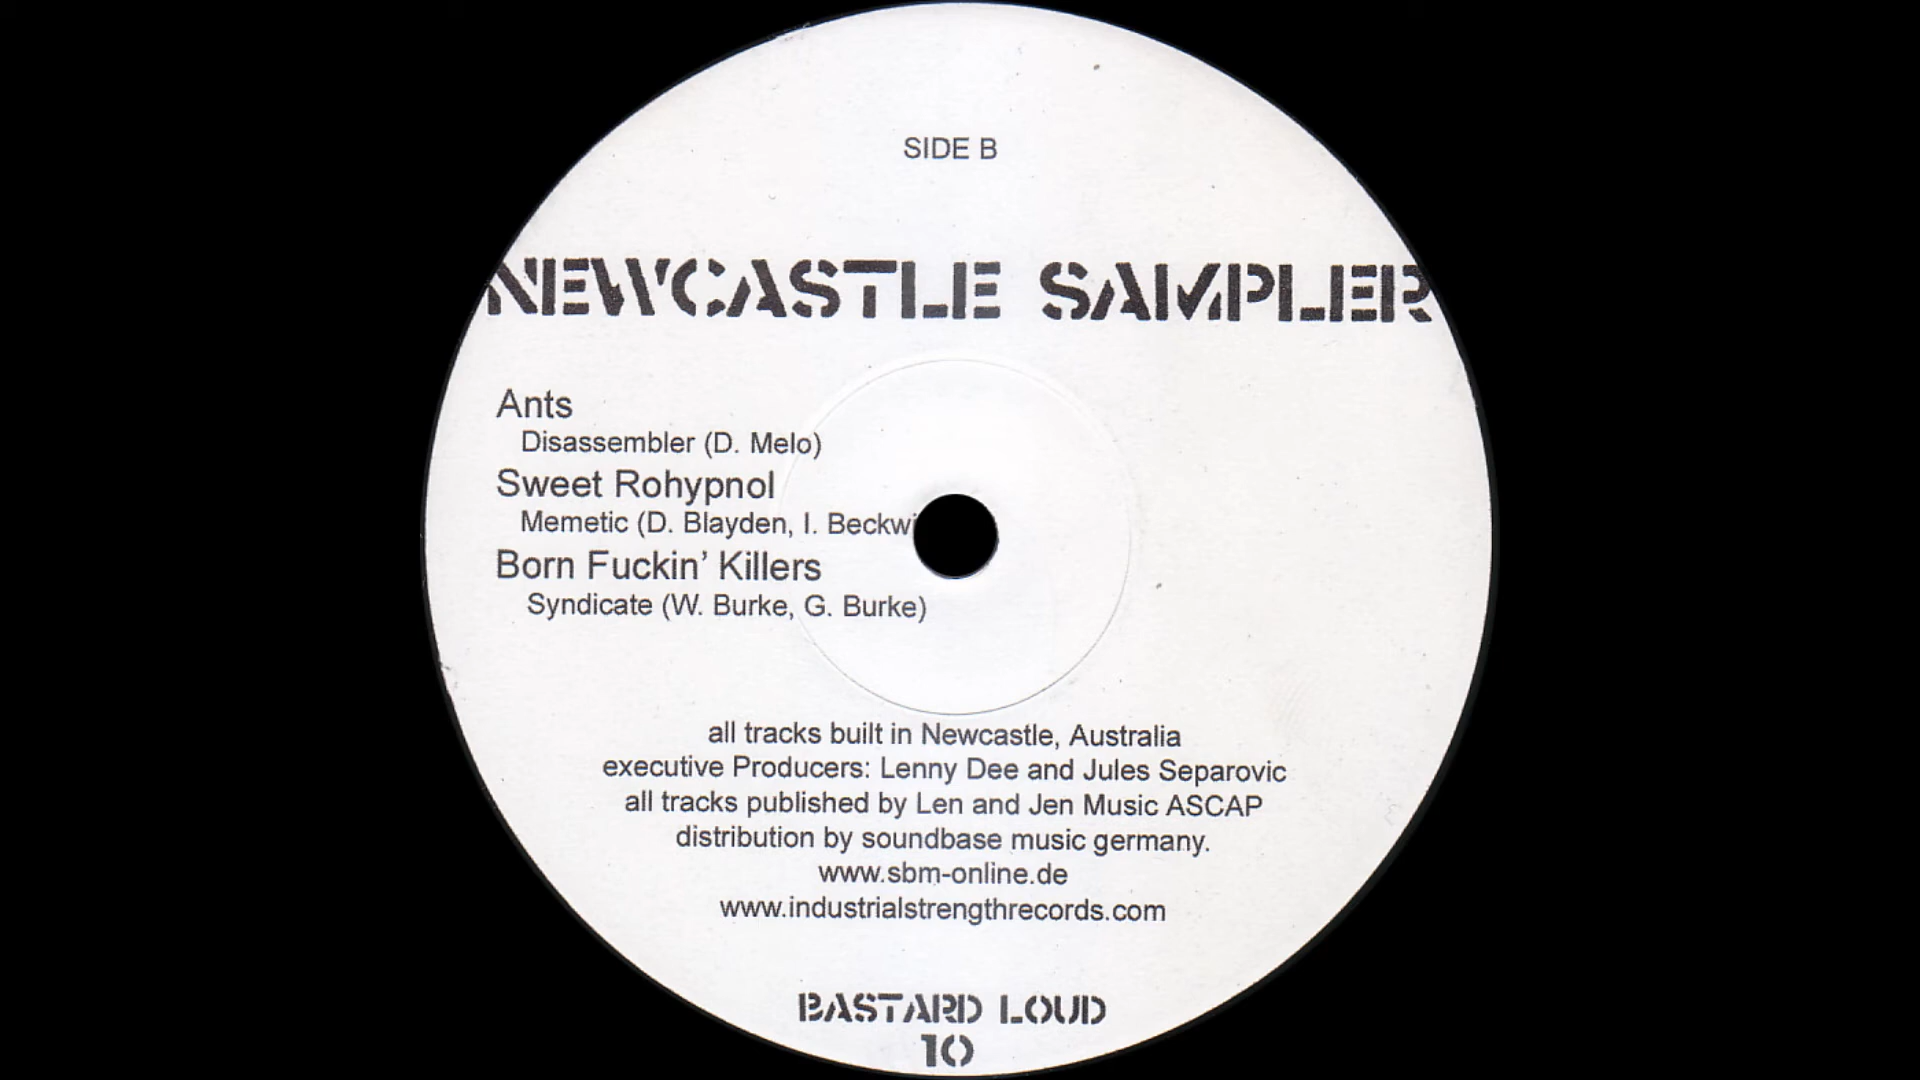 SIDE B
NEWCASTLE SAMPLER
Ants
Disassembler (D. Melo)
Sweet Rohypnol
Memetic (D. Blayden, I.
Born Fuckin’ Killers
Syndicate (W. Burke, G. Burke)
all tracks built in Newcastle, Australia
executive Producers: Lenny Dee and Jules Separovic
all tracks published by Len and Jen Music ASCAP
distribution by soundbase music germany.
www.sbm-online.de
www.industrialstrengthrecords.com
BASTARD LOUD
10